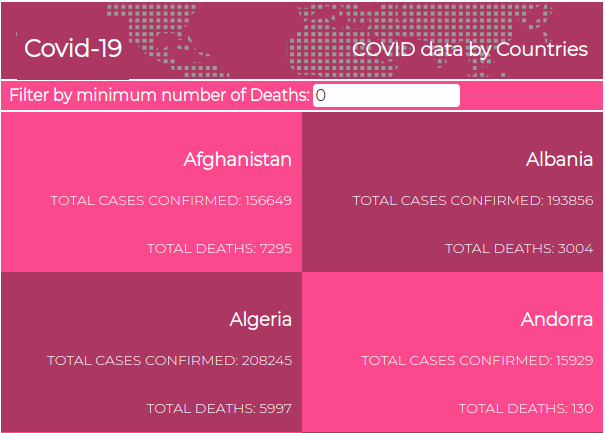 Covid-19
COVID data by Countries
Filter by minimum number of Deaths: 0
Afghanistan
TOTAL CASES CONFIRMED: 156649
TOTAL DEATHS: 7295
Albania
TOTAL CASES CONFIRMED: 193856
TOTAL DEATHS: 3004
Algeria
TOTAL CASES CONFIRMED: 208245
TOTAL DEATHS: 5997
Andorra
TOTAL CASES CONFIRMED: 15929
TOTAL DEATHS: 130